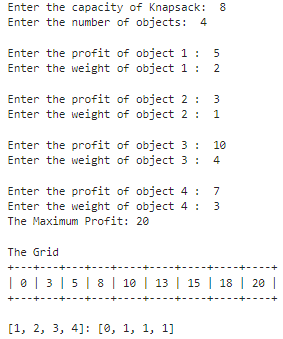 Enter the capacity of Knapsack:  8
Enter the number of objects:  4
Enter the profit of object 1 :  5
Enter the weight of object 1 :  2
Enter the profit of object 2 :  3
Enter the weight of object 2 :  1
Enter the profit of object 3 :  10
Enter the weight of object 3 :  4
Enter the profit of object 4 :  7
Enter the weight of object 4 :  3
The Maximum Profit: 20
The Grid
+---+---+---+---+----+----+----+----+----+
| 0 | 3 | 5 | 8 | 10 | 13 | 15 | 18 | 20 |
+---+---+---+---+----+----+----+----+----+
[1, 2, 3, 4]: [0, 1, 1, 1]